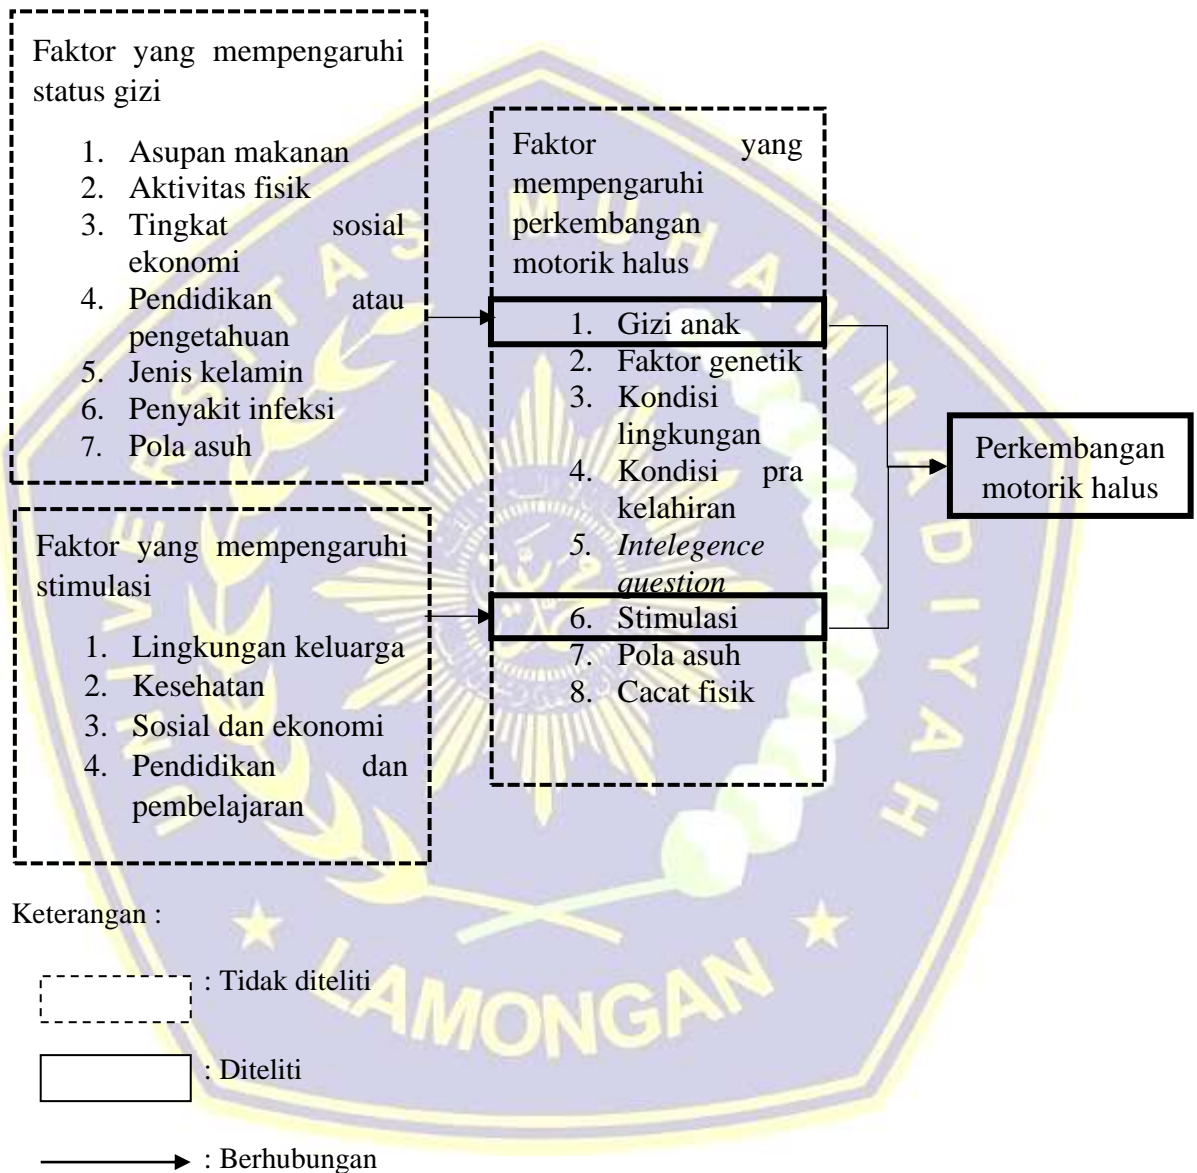 Faktor yang mempengaruhi
status gizi
1. Asupan makanan
2. Aktivitas fisik
3. Tingkat sosial
ekonomi
4. Pendidikan atau
pengetahuan
5. Jenis kelamin
6. Penyakit infeksi
7. Pola asuh
Faktor yang mempengaruhi
stimulasi
1. Lingkungan keluarga
2. Kesehatan
3. Sosial dan ekonomi
4. Pendidikan dan
pembelajaran
Faktor yang
mempengaruhi
perkembangan
motorik halus
1. Gizi anak
2. Faktor genetik
3. Kondisi
lingkungan
4. Kondisi pra
kelahiran
5. Intelegence
question
6. Stimulasi
7. Pola asuh
8. Cacat fisik
Perkembangan
motorik halus
Keterangan :
: Tidak diteliti
: Diteliti
: Berhubungan
UNIVERSITAS MUHAMMADIYAH
LAMONGAN